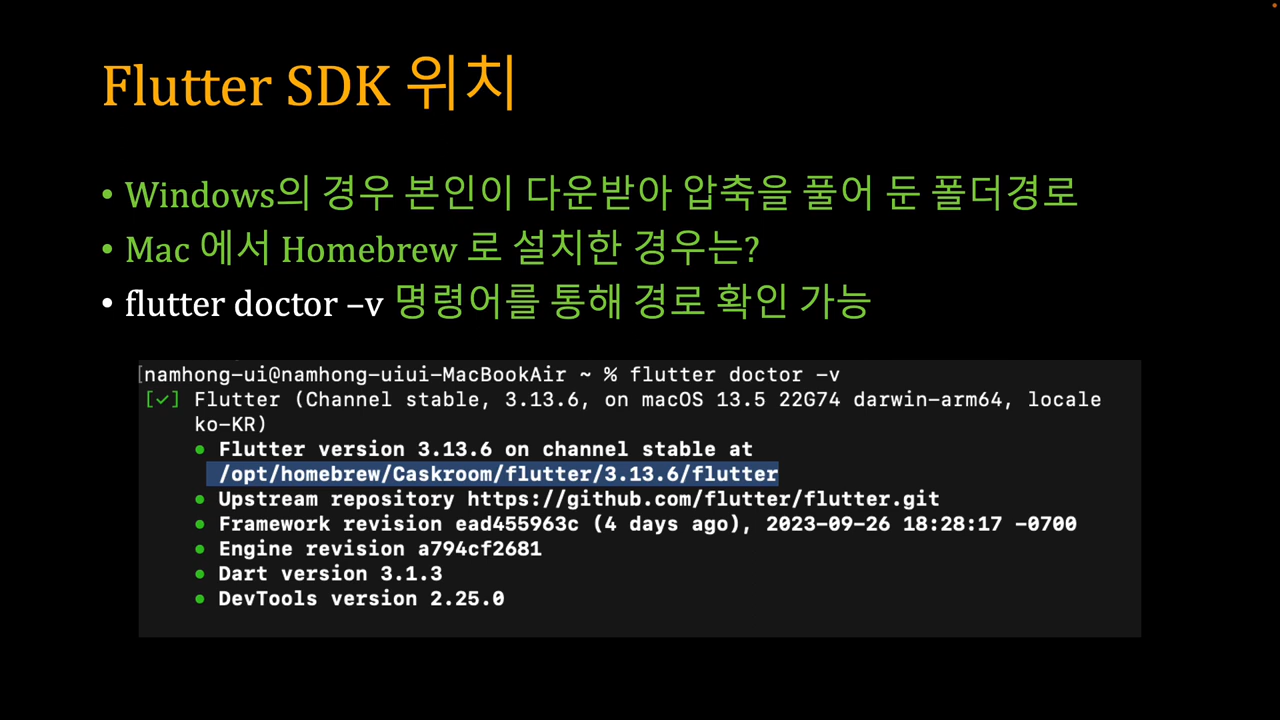 Flutter SDK 위치
• Windows의 경우 본인이 다운받아 압축을 풀어 둔 폴더경로
• Mac 에서 Homebrew 로 설치한 경우는?
• flutter doctor –v 명령어를 통해 경로 확인 가능
[namhong-ui@namhong-uiui-MacBookAir ~ % flutter doctor -v
[✓] Flutter (Channel stable, 3.13.6, on macOS 13.5 22G74 darwin-arm64, locale
ko-KR)
• Flutter version 3.13.6 on channel stable at
/opt/homebrew/Caskroom/flutter/3.13.6/flutter
• Upstream repository https://github.com/flutter/flutter.git
• Framework revision ead455963c (4 days ago), 2023-09-26 18:28:17 -0700
• Engine revision a794cf2681
• Dart version 3.1.3
• DevTools version 2.25.0